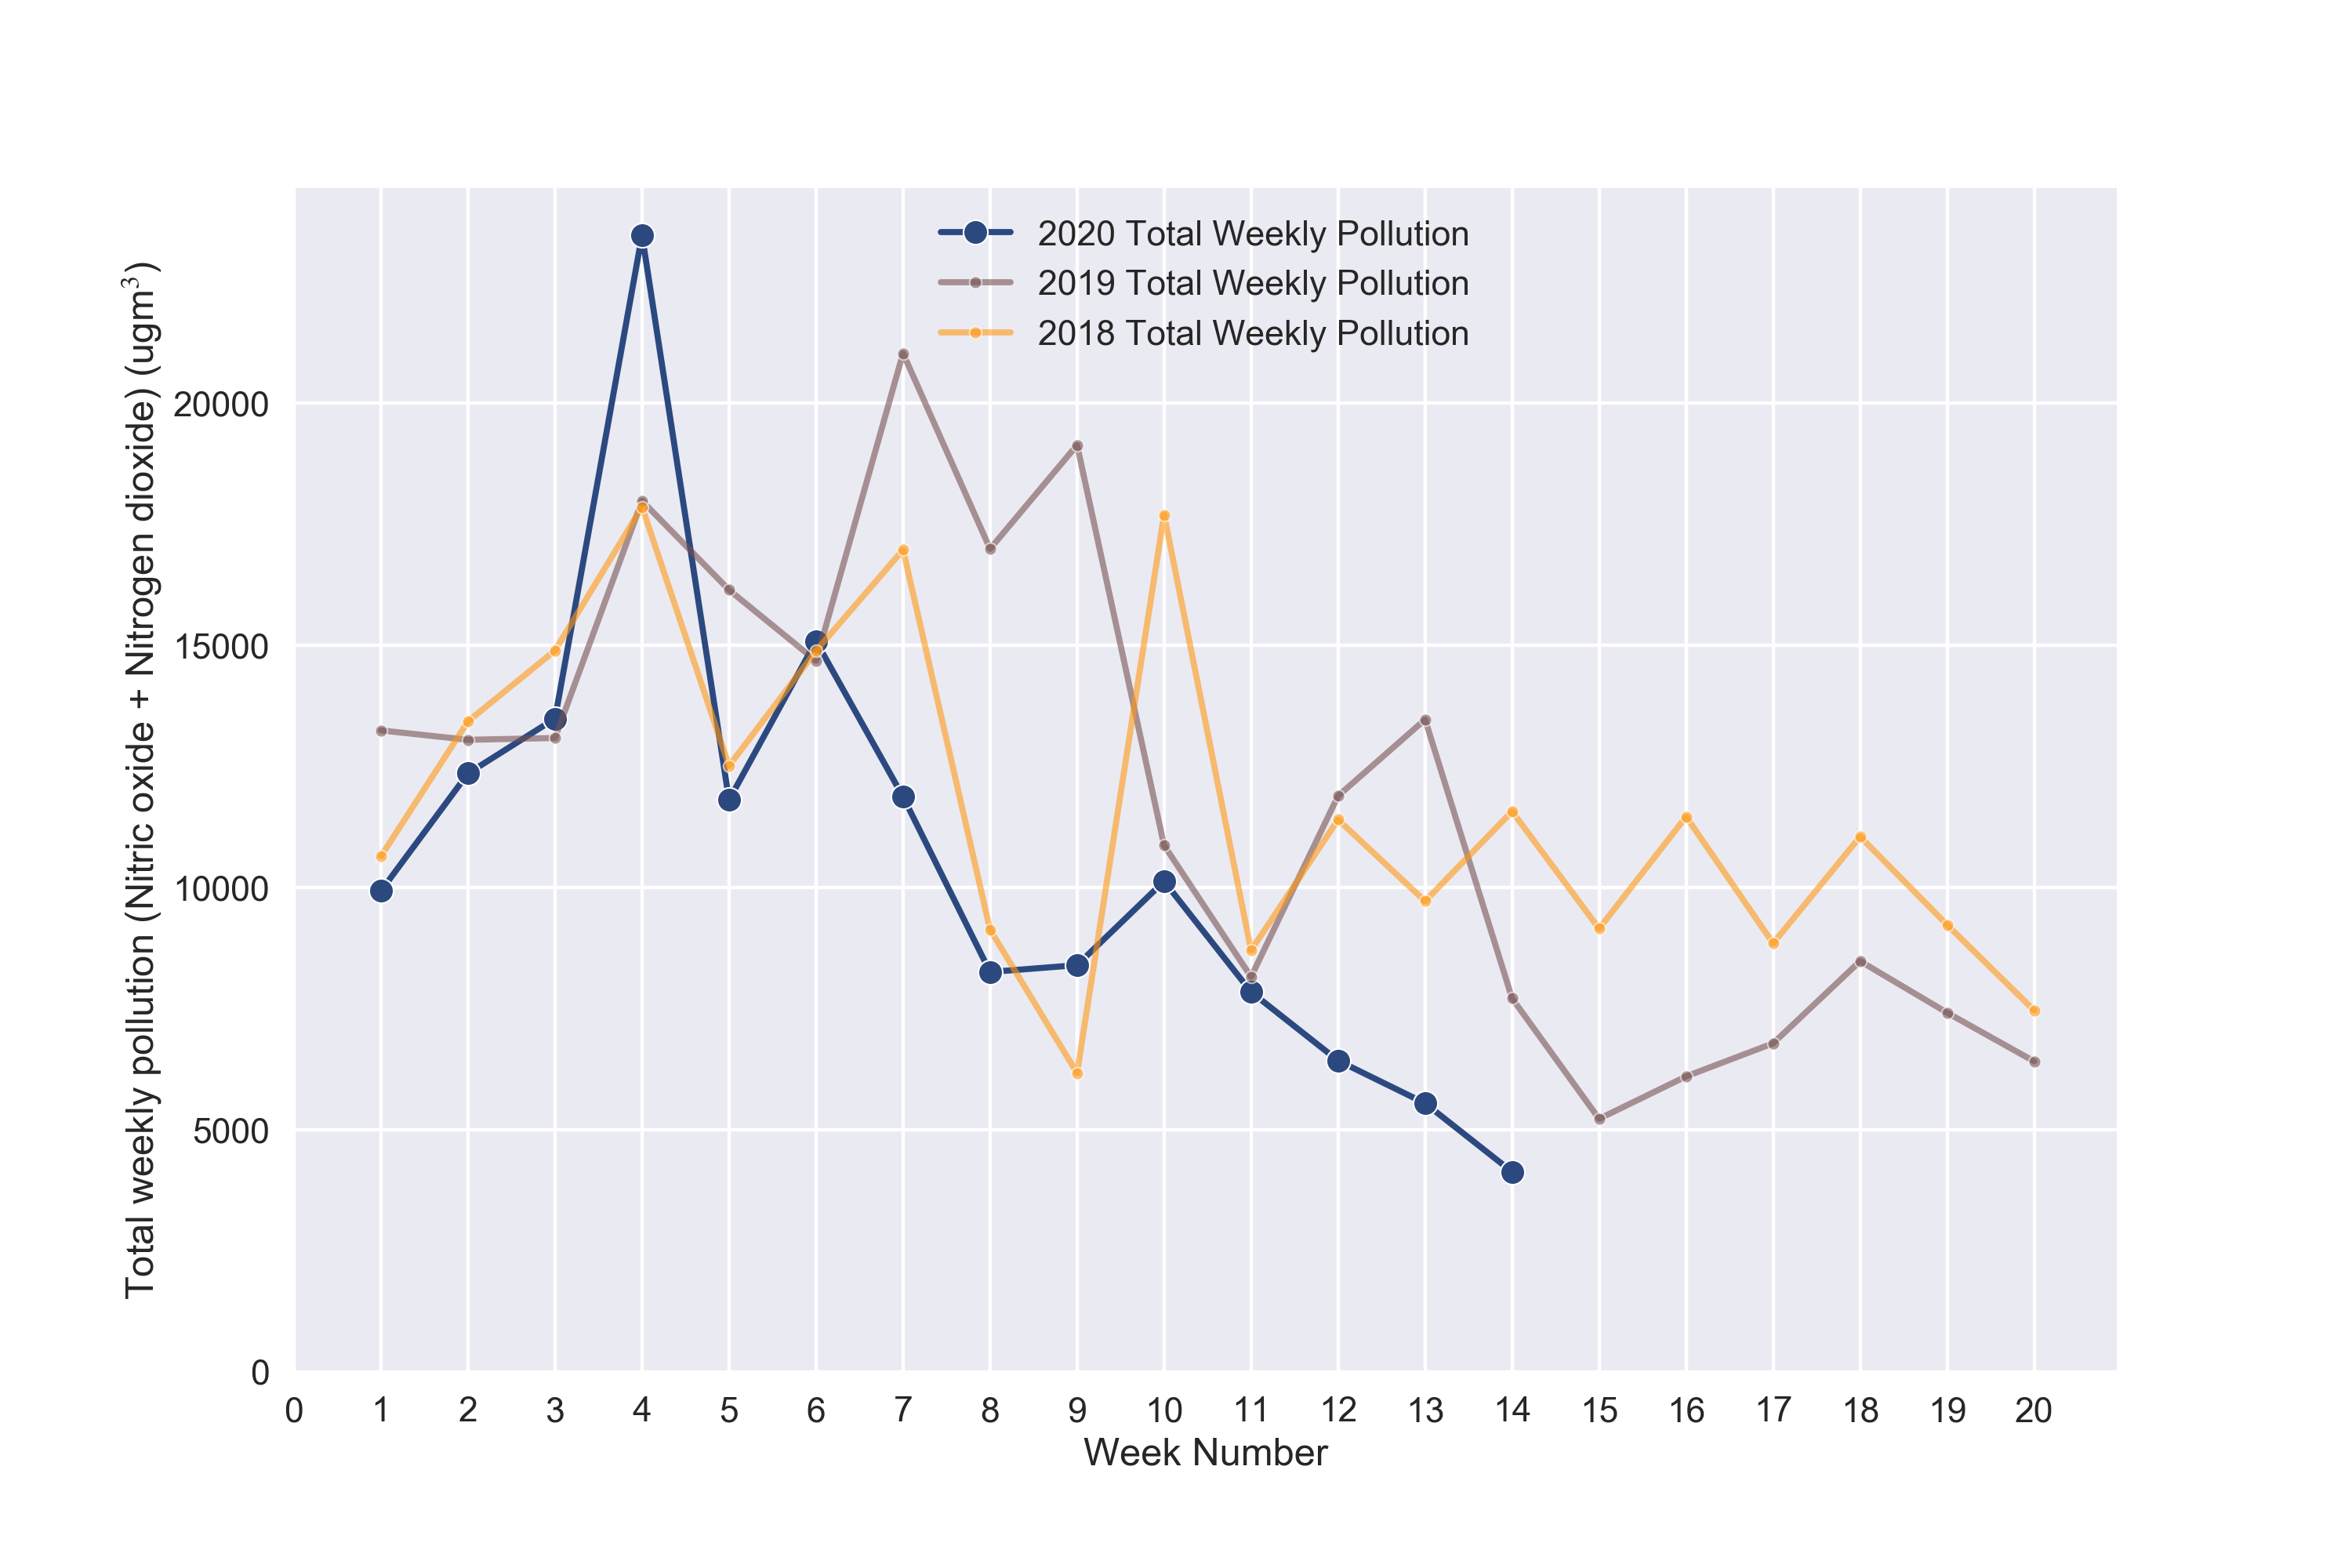 2020 Total Weekly Pollution
2019 Total Weekly Pollution
2018 Total Weekly Pollution
Total weekly pollution (Nitric oxide + Nitrogen dioxide) (ugm³)
20000
15000
10000
5000
0
0 1 2 3 4 5 6 7 8 9 10 11 12 13 14 15 16 17 18 19 20
Week Number